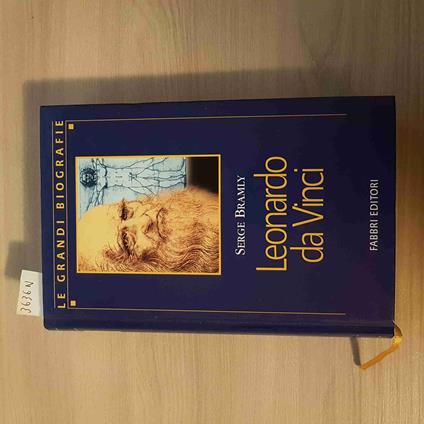 LE GRANDI BIOGRAFIE
SERGE BRAMLY
Leonardo
da Vinci
FABBRI EDITORI
3636N